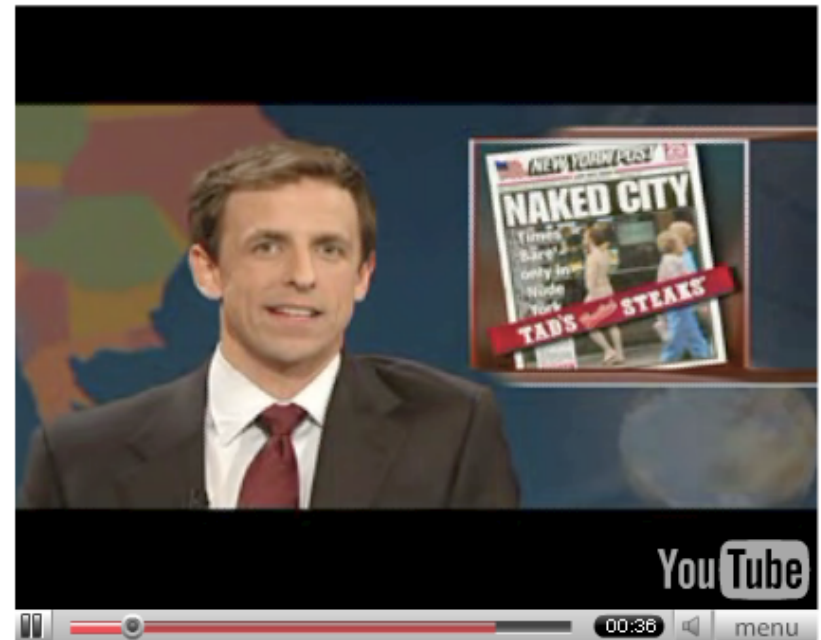 NEW YORK POST
NAKED CITY
Times
Bare'-
only in
Nude
York
TAD'S STEAKS
YouTube
00:36
menu